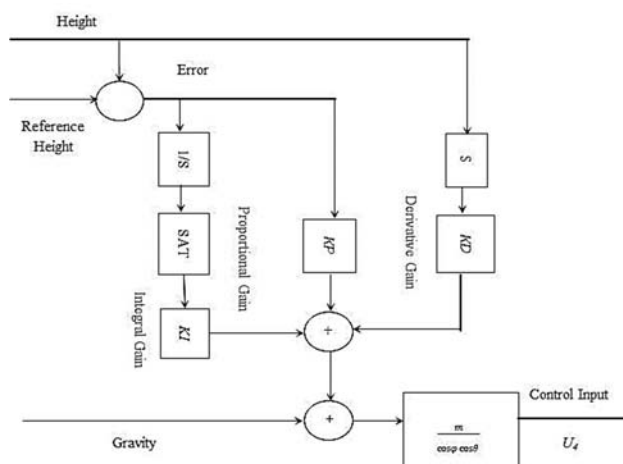 Height
Error
Reference
Height
1/S
S
SAT
Proportional Gain
KP
Derivative Gain
KD
Integral Gain
KI
+
+
Gravity
m
cosφ cosθ
Control Input
U4